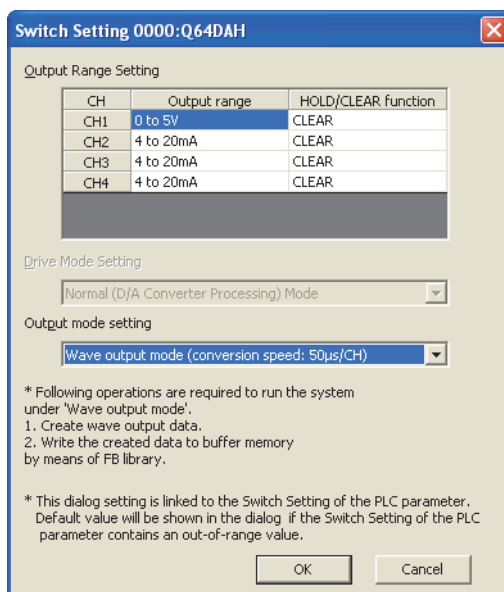 Switch Setting 0000:Q64DAH
Output Range Setting
CH Output range HOLD/CLEAR function
CH1 0 to 5V CLEAR
CH2 4 to 20mA CLEAR
CH3 4 to 20mA CLEAR
CH4 4 to 20mA CLEAR
Drive Mode Setting
Normal (D/A Converter Processing) Mode
Output mode setting
Wave output mode (conversion speed: 50µs/CH)
* Following operations are required to run the system
under 'Wave output mode'.
1. Create wave output data.
2. Write the created data to buffer memory
by means of FB library.
* This dialog setting is linked to the Switch Setting of the PLC parameter.
Default value will be shown in the dialog if the Switch Setting of the PLC
parameter contains an out-of-range value.
OK Cancel